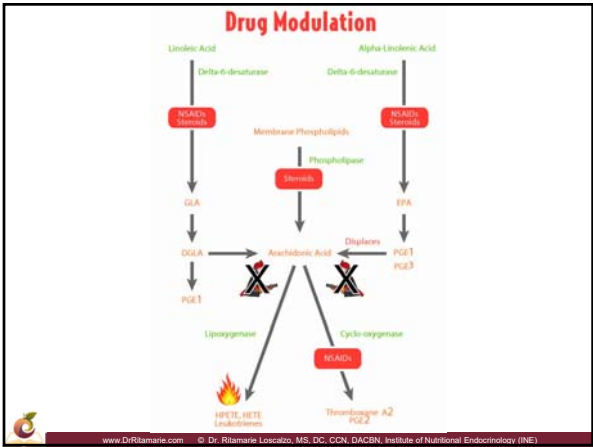 Drug Modulation
Linoleic Acid
Alpha-Linolenic Acid
Delta-6-desaturase
Delta-6-desaturase
NSAIDs
Steroids
NSAIDs
Steroids
Membrane Phospholipids
Phospholipase
Steroids
GLA
EPA
Displaces
DGLA
Arachidonic Acid
PGE1
PGE3
PGE1
Lipoxygenase
Cyclo-oxygenase
NSAIDs
HPETE, HETE
Leukotrienes
Thromboxane A2
PGE2
www.DrRitamarie.com © Dr. Ritamarie Loscalzo, MS, DC, CCN, DACBN, Institute of Nutritional Endocrinology (INE)